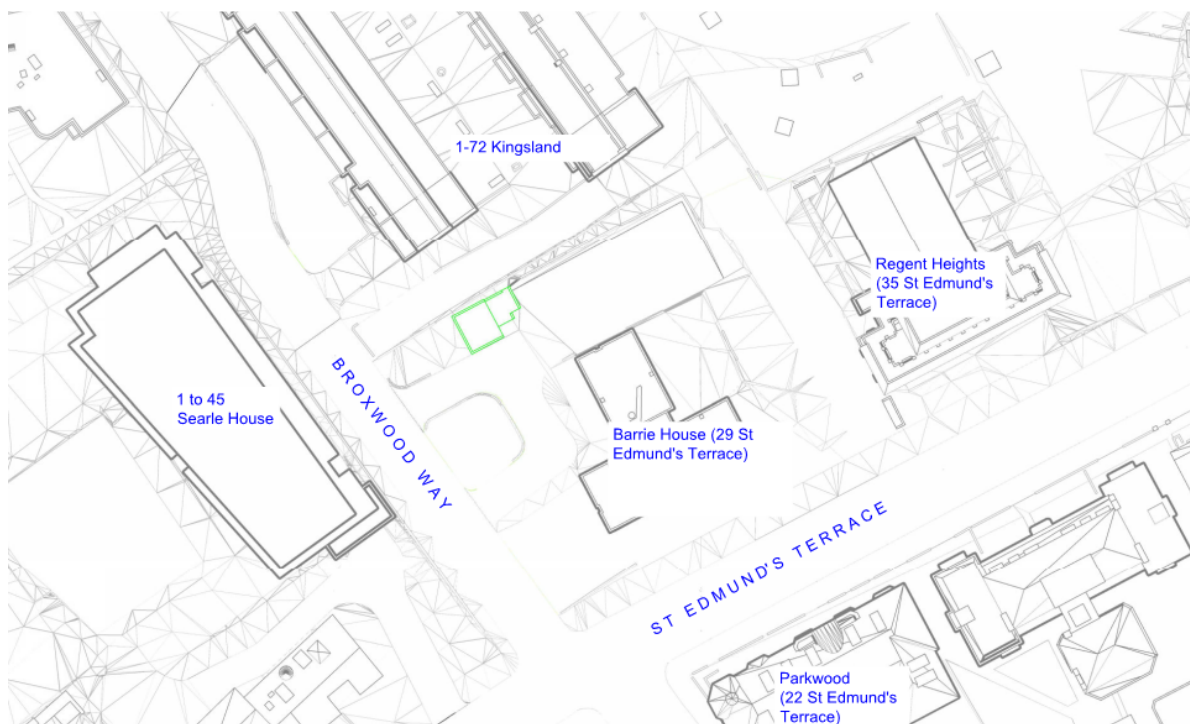 1-72 Kingsland
Regent Heights
(35 St Edmund's
Terrace)
1 to 45
Searle House
BROXWOOD WAY
Barrie House (29 St
Edmund's Terrace)
ST EDMUND'S TERRACE
Parkwood
(22 St Edmund's
Terrace)